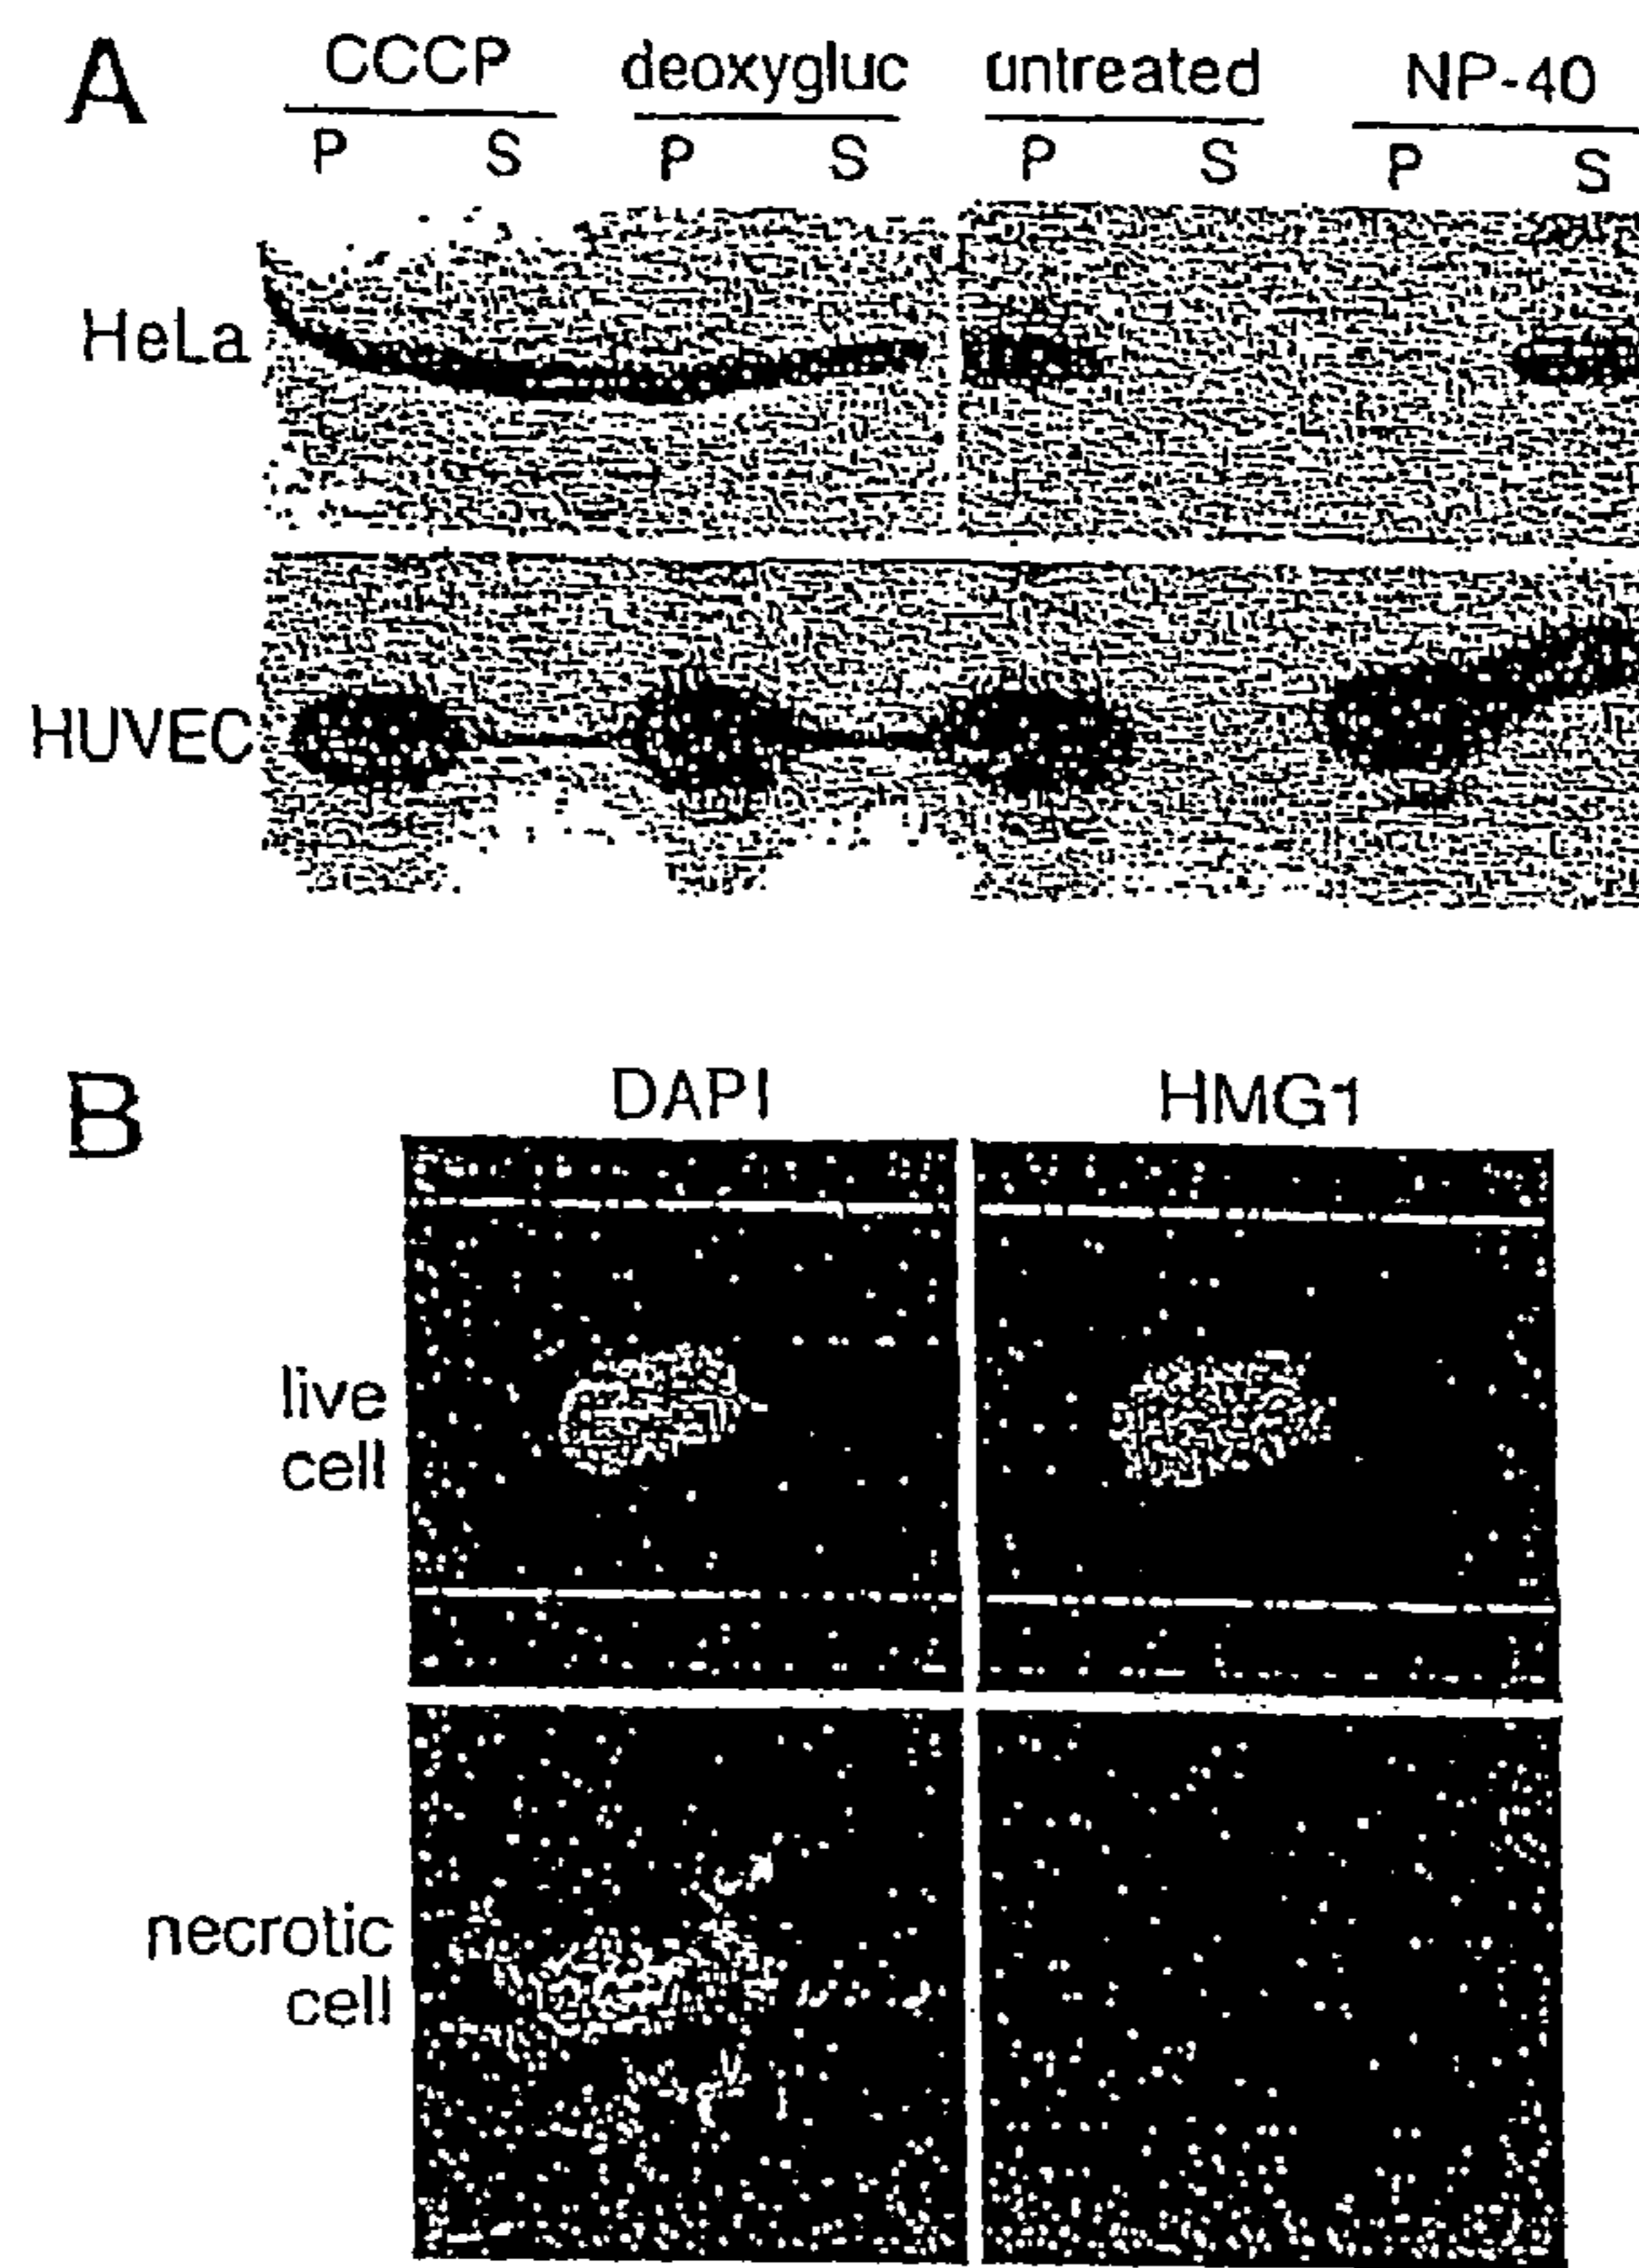 A
CCCP deoxygluc untreated NP-40
P S P S P S P S
HeLa
HUVEC
B
DAPI HMG1
live
cell
necrotic
cell